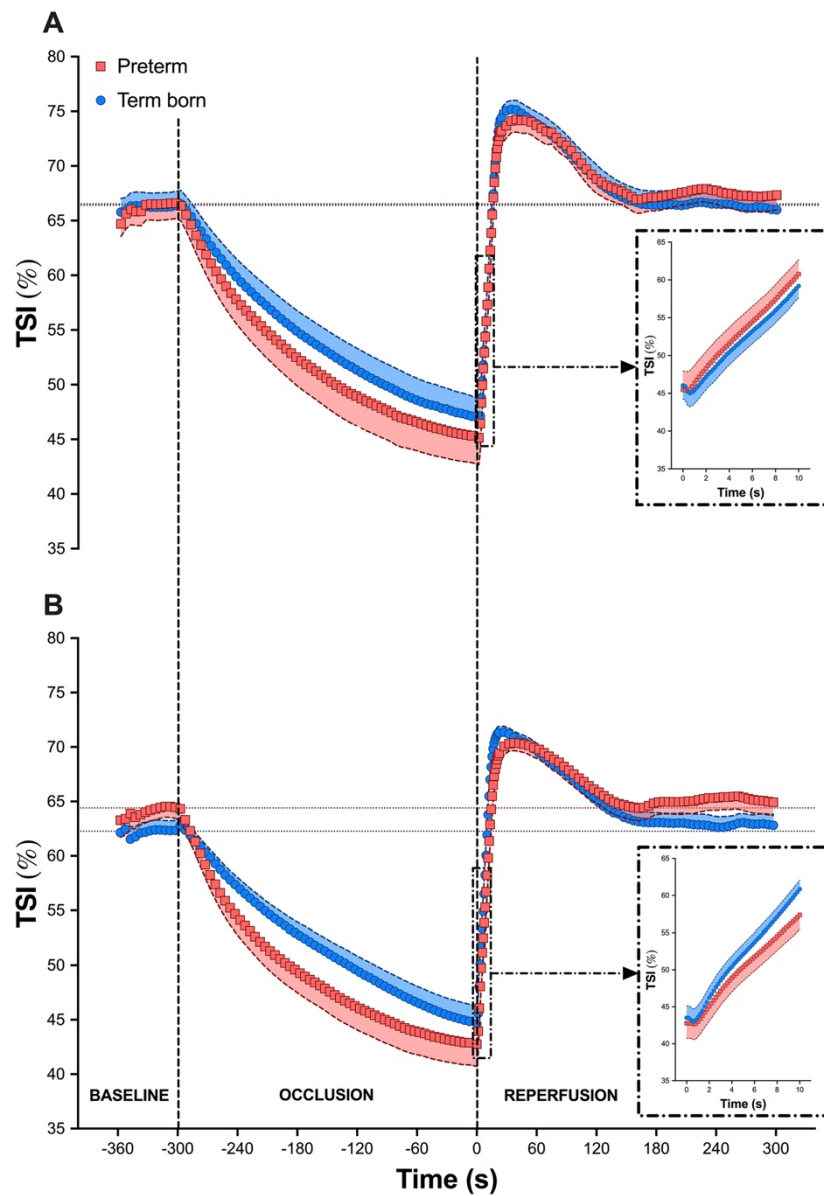 A
80
75
70
65
60
55
50
45
40
35
TSI (%)
Preterm
Term born
65
60
55
50
45
40
35
TSI (%)
0 2 4 6 8 10
Time (s)
B
80
75
70
65
60
55
50
45
40
35
TSI (%)
65
60
55
50
45
40
35
TSI (%)
0 2 4 6 8 10
Time (s)
BASELINE OCCLUSION REPERFUSION
-360 -300 -240 -180 -120 -60 0 60 120 180 240 300
Time (s)